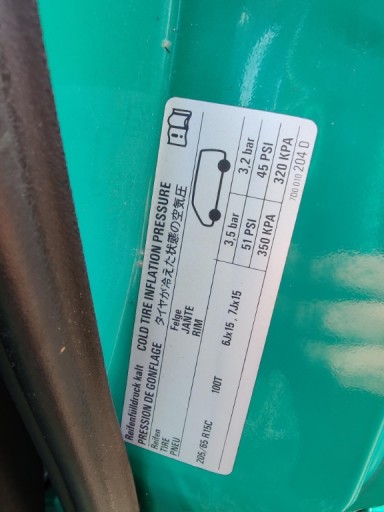 Reifenfülldruck kalt COLD TIRE INFLATION PRESSURE
PRESSION DE GONFLAGE タイヤが冷えた状態の空気圧
Reifen
TIRE
PNEU
Felge
JANTE
RIM
205/65 R15C 100T 6Jx15 , 7Jx15
3,5 bar 3,2 bar
51 PSI 45 PSI
350 KPA 320 KPA
7D0 010 204 D